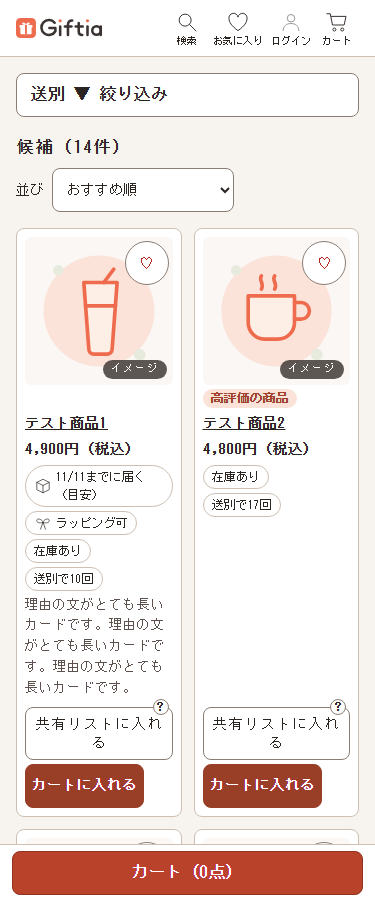 Giftia
検索
お気に入り
ログイン
カート
送別 ▼ 絞り込み
候補（14件）
並び
おすすめ順
イメージ
テスト商品1
4,900円（税込）
11/11までに届く
（目安）
ラッピング可
在庫あり
送別で10回
理由の文がとても長い
カードです。理由の文
がとても長いカードで
す。理由の文がとても
長いカードです。
?
共有リストに入れ
る
カートに入れる
イメージ
高評価の商品
テスト商品2
4,800円（税込）
在庫あり
送別で17回
?
共有リストに入れ
る
カートに入れる
カート（0点）